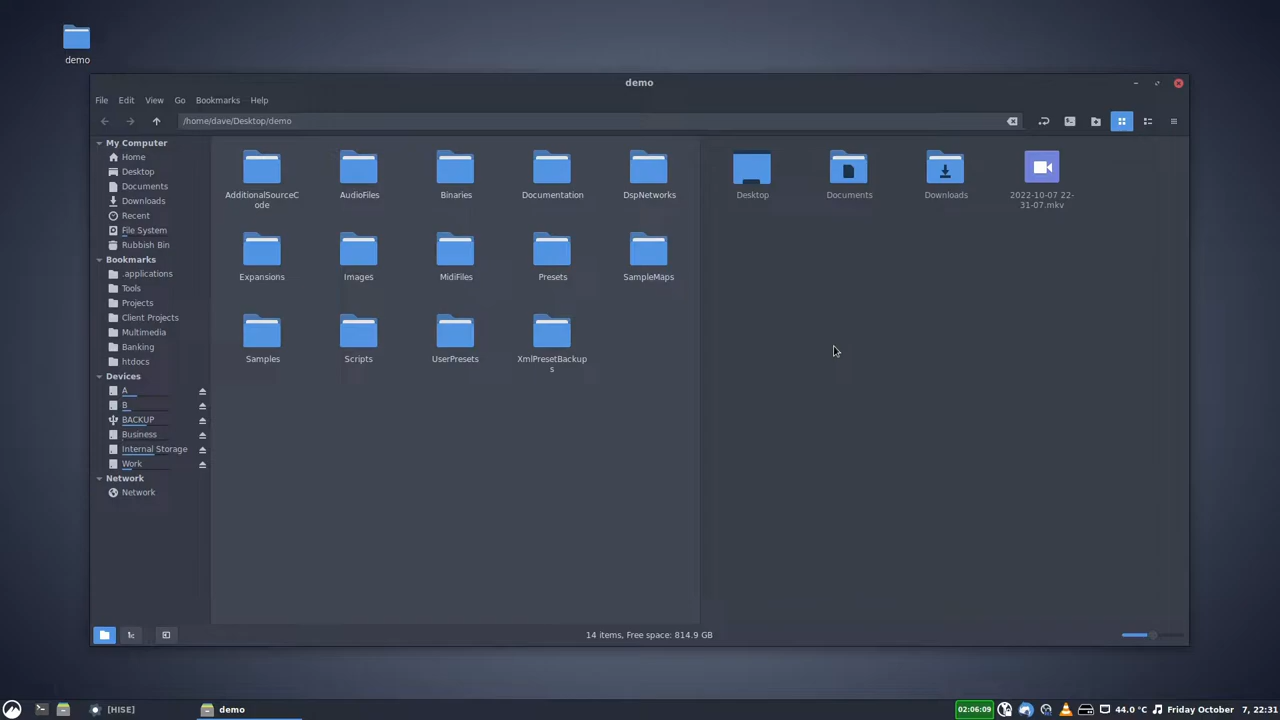 demo
demo
File Edit View Go Bookmarks Help
/home/dave/Desktop/demo
My Computer
Home
Desktop
Documents
Downloads
Recent
File System
Rubbish Bin
Bookmarks
.applications
Tools
Projects
Client Projects
Multimedia
Banking
htdocs
Devices
A
B
BACKUP
Business
Internal Storage
Work
Network
Network
AdditionalSourceC
ode
AudioFiles
Binaries
Documentation
DspNetworks
Expansions
Images
MidiFiles
Presets
SampleMaps
Samples
Scripts
UserPresets
XmlPresetBackup
s
Desktop
Documents
Downloads
2022-10-07 22-
31-07.mkv
14 items, Free space: 814.9 GB
[HISE]
demo
02:06:09
44.0 °C
Friday October 7, 22:31